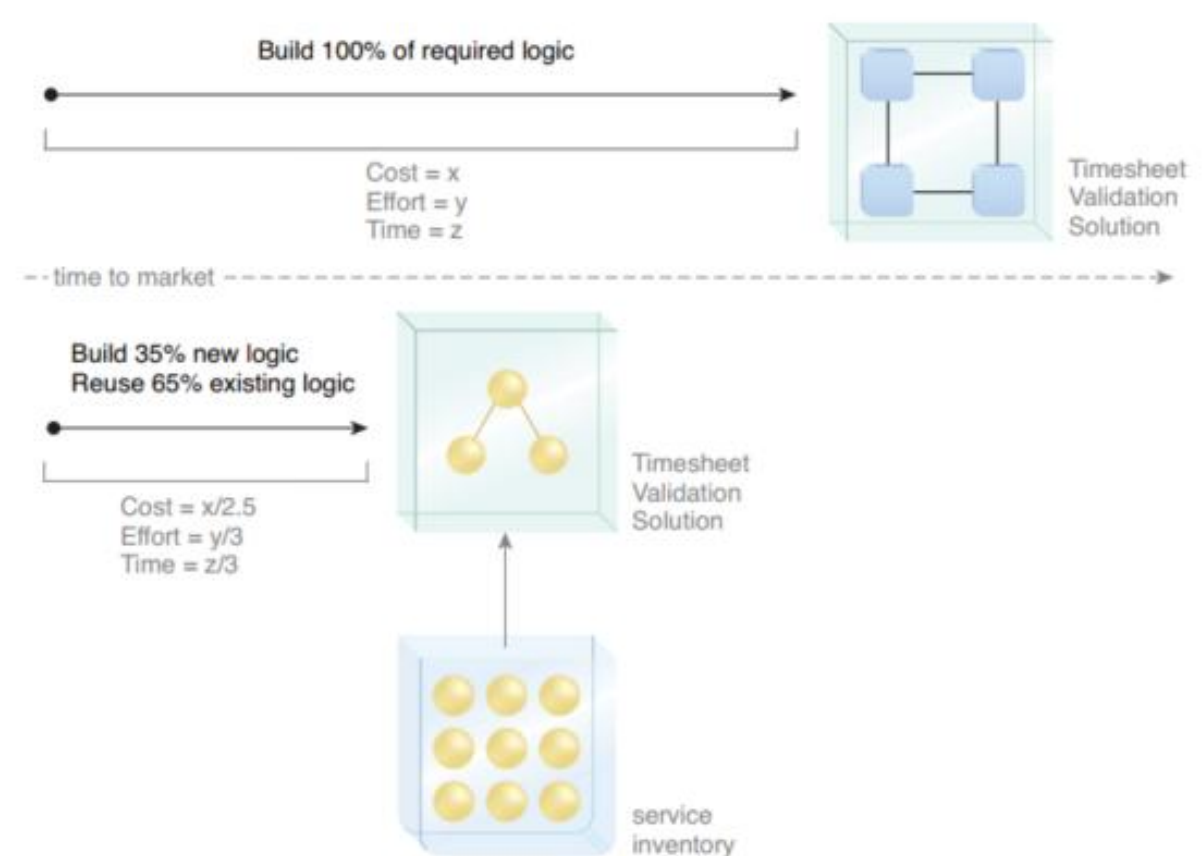 Build 100% of required logic
Cost = x
Effort = y
Time = z
Timesheet
Validation
Solution
time to market
Build 35% new logic
Reuse 65% existing logic
Cost = x/2.5
Effort = y/3
Time = z/3
Timesheet
Validation
Solution
service
inventory